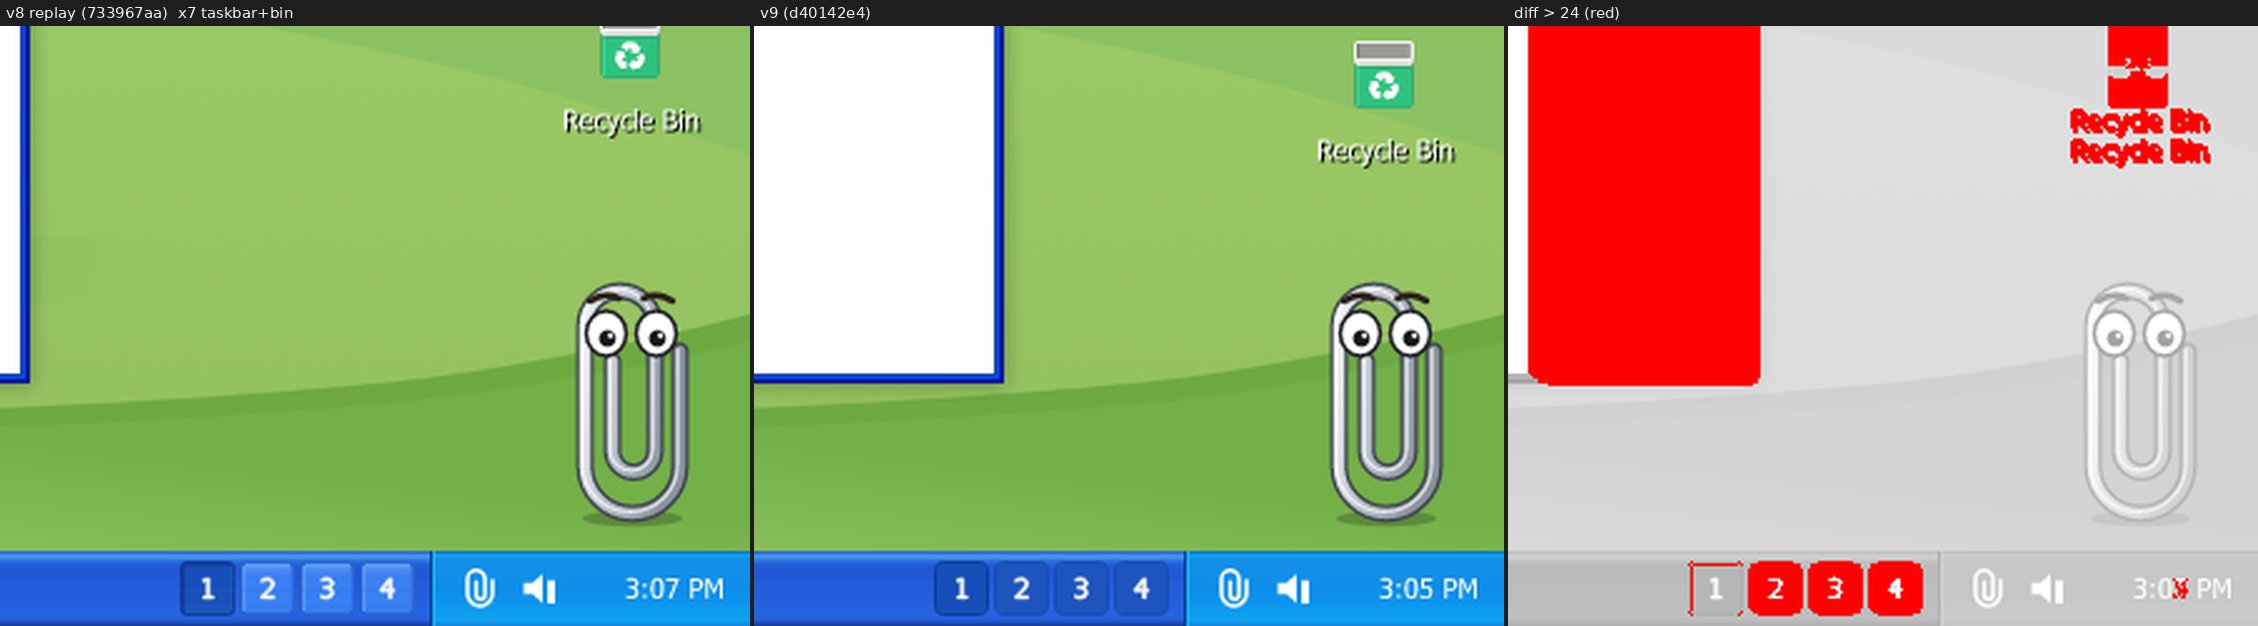 v8 replay (733967aa) x7 taskbar+bin
v9 (d40142e4)
diff > 24 (red)
Recycle Bin
Recycle Bin
Recycle Bin
Recycle Bin
1 2 3 4 3:07 PM
1 2 3 4 3:05 PM
1 2 3 4 3:0 PM